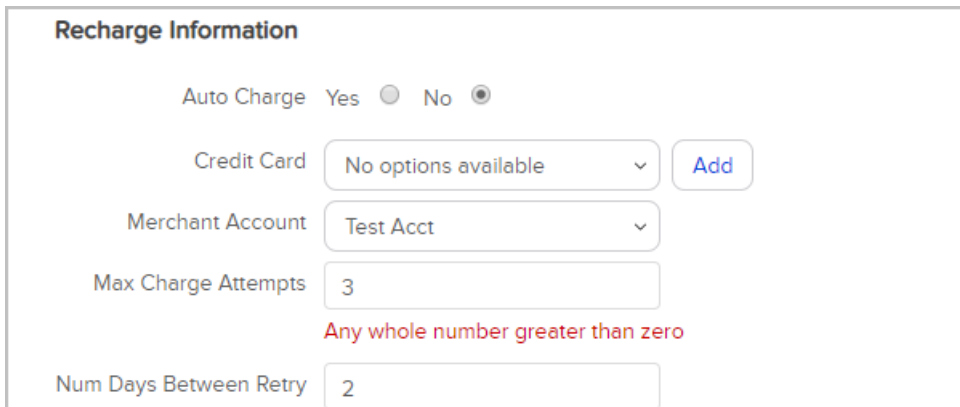 Recharge Information
Auto Charge Yes No
Credit Card No options available Add
Merchant Account Test Acct
Max Charge Attempts 3
Any whole number greater than zero
Num Days Between Retry 2